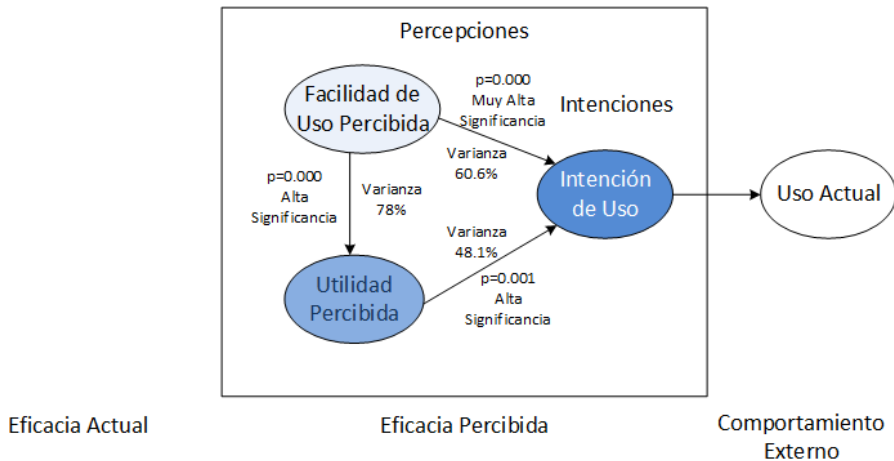 Percepciones
Facilidad de
Uso Percibida
p=0.000
Muy Alta
Significancia
Intenciones
Varianza
60.6%
p=0.000
Alta
Significancia
Varianza
78%
Intención
de Uso
Uso Actual
Varianza
48.1%
Utilidad
Percibida
p=0.001
Alta
Significancia
Eficacia Actual
Eficacia Percibida
Comportamiento
Externo